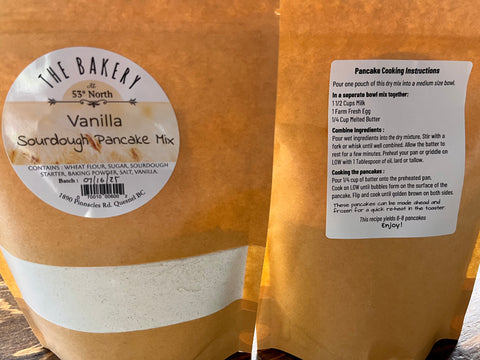 THE BAKERY
At
53° North
Vanilla
Sourdough Pancake Mix
CONTAINS : WHEAT FLOUR, SUGAR, SOURDOUGH
STARTER, BAKING POWDER, SALT, VANILLA.
Batch : 07/16/25
70010 00606
1890 Pinnacles Rd. Quesnel BC
Pancake Cooking Instructions
Pour one pouch of this dry mix into a medium size bowl.
In a separate bowl mix together:
1 1/2 Cups Milk
1 Farm Fresh Egg
1/4 Cup Melted Butter
Combine Ingredients :
Pour wet ingredients into the dry mixture. Stir with a
fork or whisk until well combined. Allow the batter to
rest for a few minutes. Preheat your pan or griddle on
LOW with 1 Tablespoon of oil, lard or tallow.
Cooking the pancakes :
Pour 1/4 cup of batter onto the preheated pan.
Cook on LOW until bubbles form on the surface of the
pancake. Flip and cook until golden brown on both sides.
These pancakes can be made ahead and
frozen for a quick re-heat in the toaster.
This recipe yields 6-8 pancakes
Enjoy!